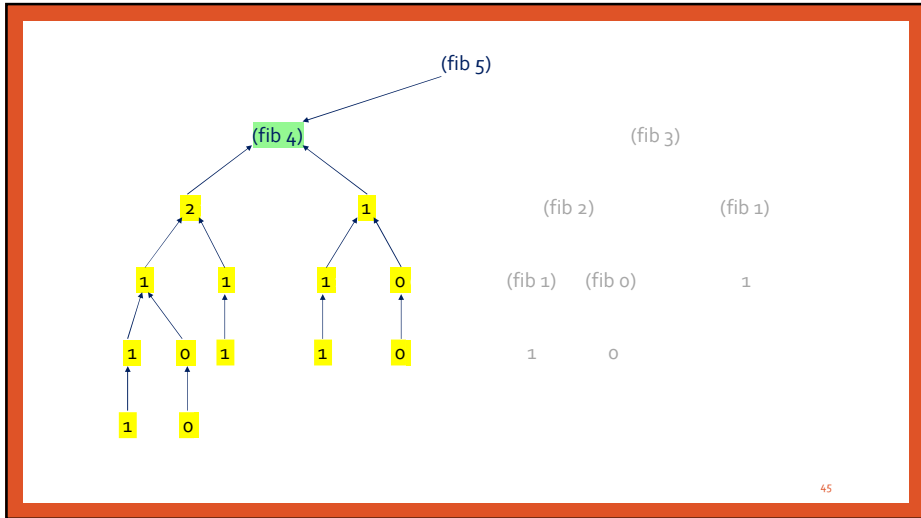 (fib 5)
(fib 4) (fib 3)
2 1 (fib 2) (fib 1)
1 1 1 0 (fib 1) (fib 0) 1
1 0 1 1 0 1 0
1 0
45